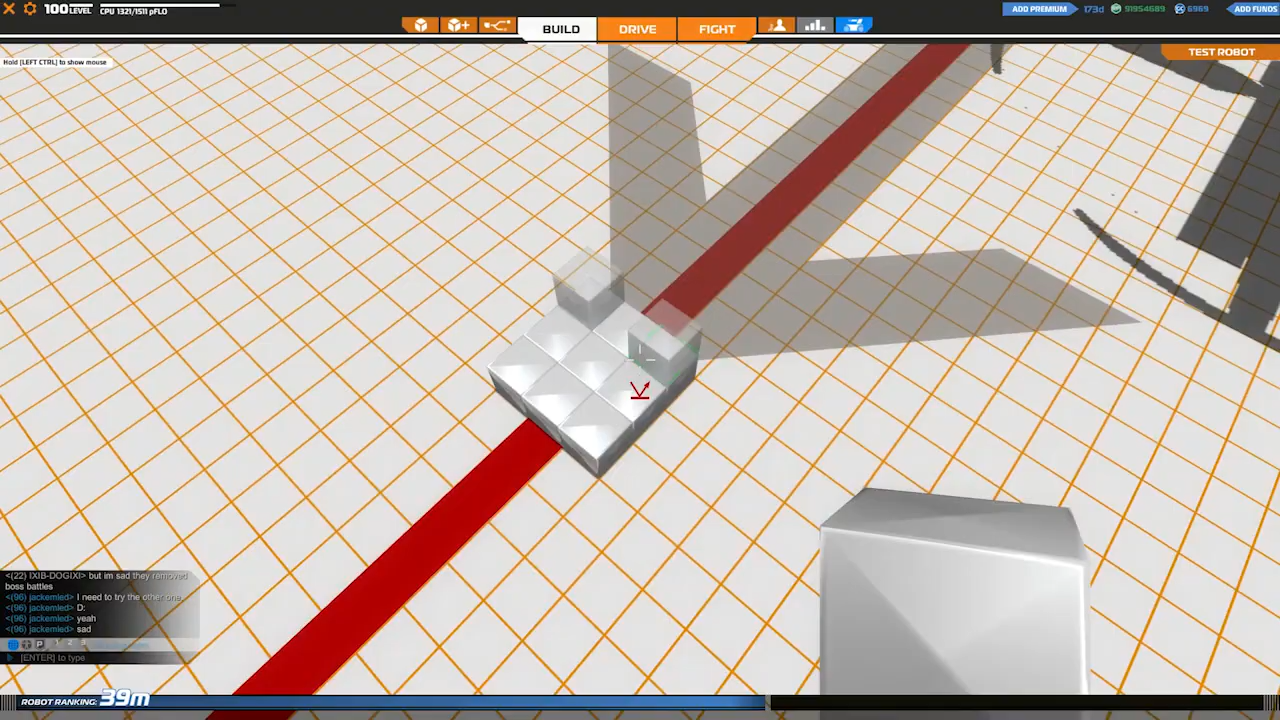 100 LEVEL CPU 1321/1511 pFLO
ADD PREMIUM 173d 91954689 6969 ADD FUNDS
BUILD DRIVE FIGHT
TEST ROBOT
Hold [LEFT CTRL] to show mouse
<(22) IXIB-DOGIXI> but im sad they removed
boss battles
<(96) jackemled> I need to try the other one
<(96) jackemled> D:
<(96) jackemled> yeah
<(96) jackemled> sad
[ENTER] to type
ROBOT RANKING: 39m